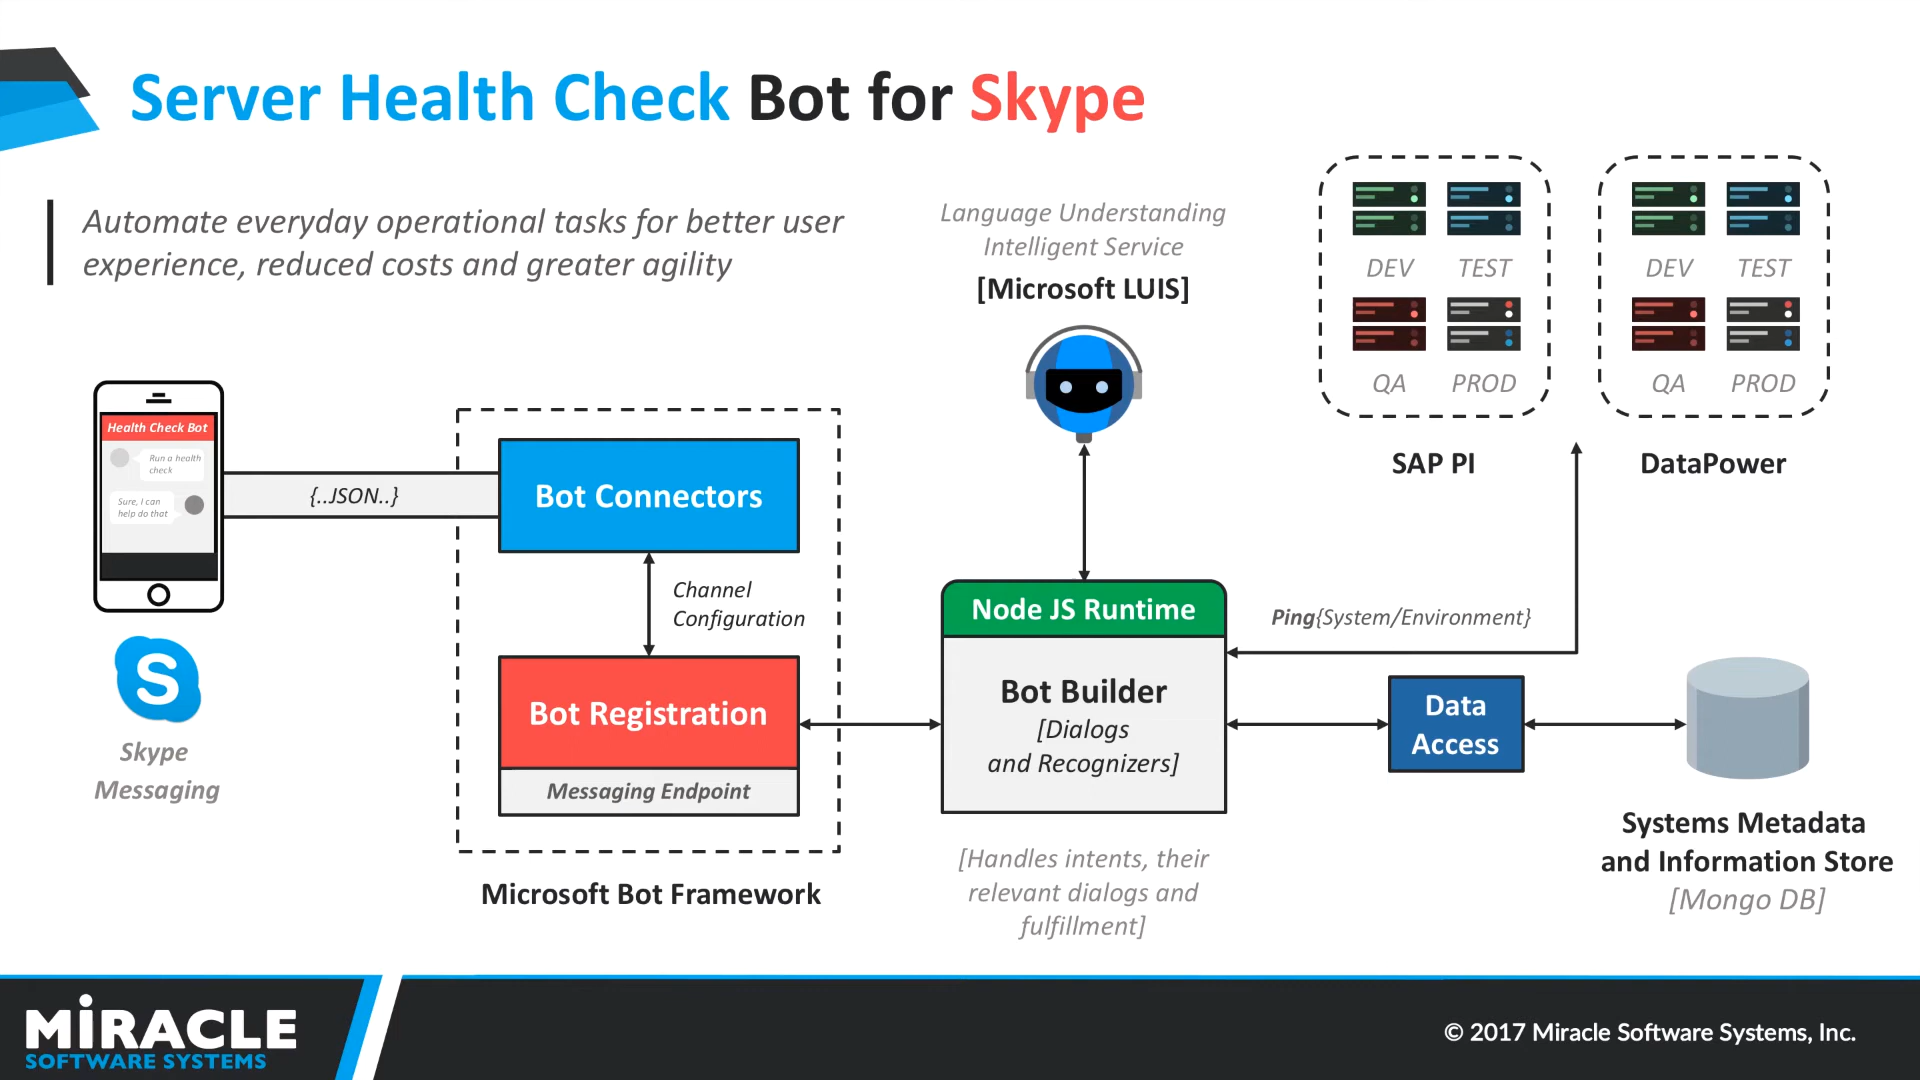 Server Health Check Bot for Skype
Automate everyday operational tasks for better user
experience, reduced costs and greater agility
Health Check Bot
Run a health
check
Sure, I can
help do that
Skype
Messaging
{..JSON..}
Bot Connectors
Channel
Configuration
Bot Registration
Messaging Endpoint
Microsoft Bot Framework
Language Understanding
Intelligent Service
[Microsoft LUIS]
Node JS Runtime
Bot Builder
[Dialogs
and Recognizers]
[Handles intents, their
relevant dialogs and
fulfillment]
DEV TEST
QA PROD
SAP PI
DEV TEST
QA PROD
DataPower
Ping{System/Environment}
Data
Access
Systems Metadata
and Information Store
[Mongo DB]
MiRACLE
SOFTWARE SYSTEMS
© 2017 Miracle Software Systems, Inc.